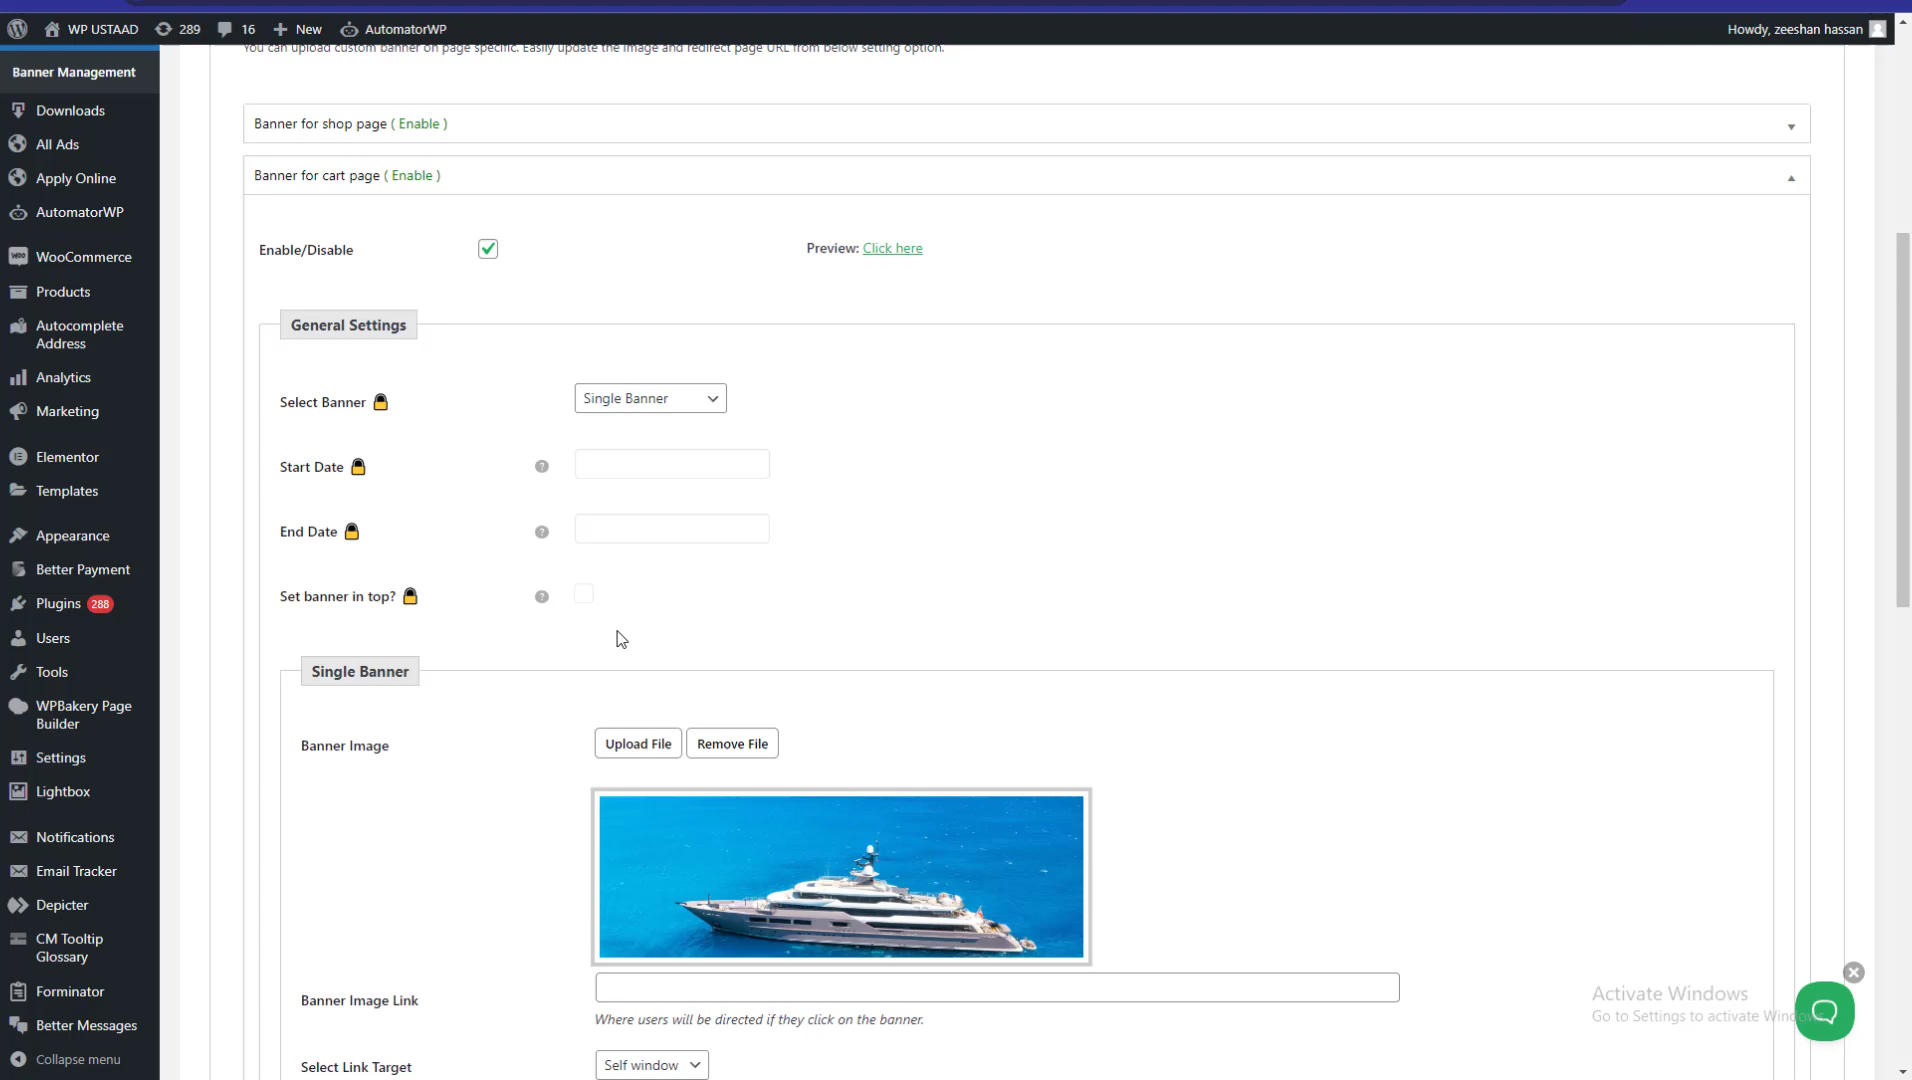 WP USTAAD
289
16
New
AutomatorWP
Howdy, zeeshan hassan
You can upload custom banner on page specific. Easily update the image and redirect page URL from below setting option.
Banner Management
Downloads
All Ads
Apply Online
AutomatorWP
WooCommerce
Products
Autocomplete
Address
Analytics
Marketing
Elementor
Templates
Appearance
Better Payment
Plugins 288
Users
Tools
WPBakery Page
Builder
Settings
Lightbox
Notifications
Email Tracker
Depicter
CM Tooltip
Glossary
Forminator
Better Messages
Collapse menu
Banner for shop page ( Enable )
Banner for cart page ( Enable )
Enable/Disable
Preview: Click here
General Settings
Select Banner
Single Banner
Start Date
?
End Date
?
Set banner in top?
?
Single Banner
Banner Image
Upload File
Remove File
Banner Image Link
Where users will be directed if they click on the banner.
Select Link Target
Self window
Activate Windows
Go to Settings to activate Windows.